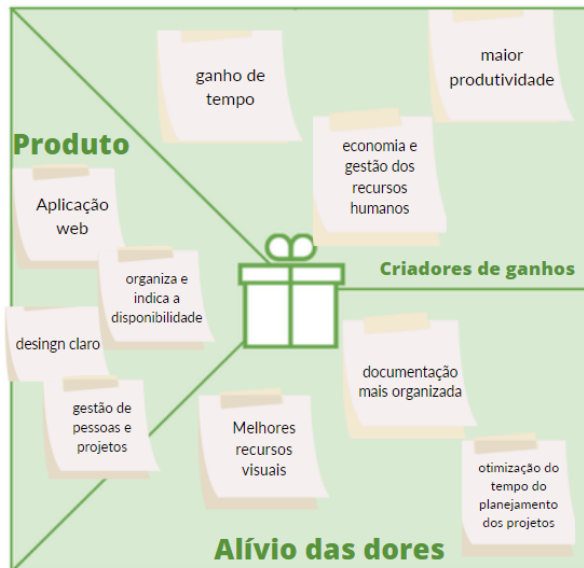 ganho de
tempo
maior
produtividade
economia e
gestão dos
recursos
humanos
Criadores de ganhos
Produto
Aplicação
web
organiza e
indica a
disponibilidade
desingn claro
gestão de
pessoas e
projetos
Melhores
recursos
visuais
documentação
mais organizada
otimização do
tempo do
planejamento
dos projetos
Alívio das dores